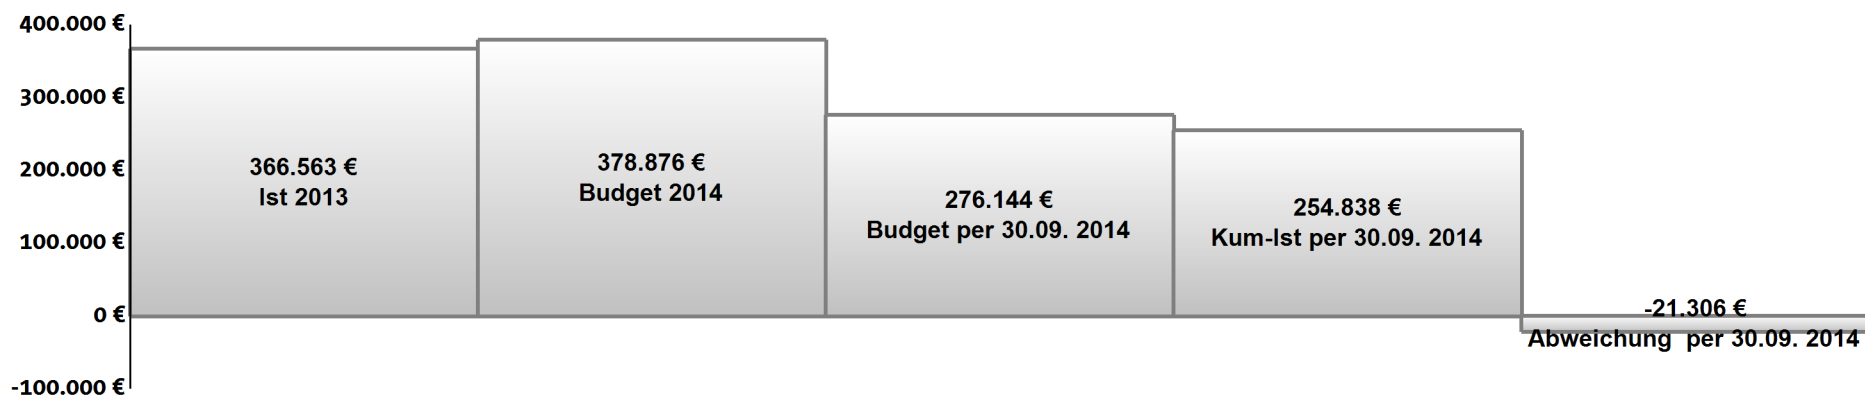 400.000 €
300.000 €
200.000 €
100.000 €
0 €
-100.000 €
366.563 €
Ist 2013
378.876 €
Budget 2014
276.144 €
Budget per 30.09. 2014
254.838 €
Kum-Ist per 30.09. 2014
-21.306 €
Abweichung  per 30.09. 2014